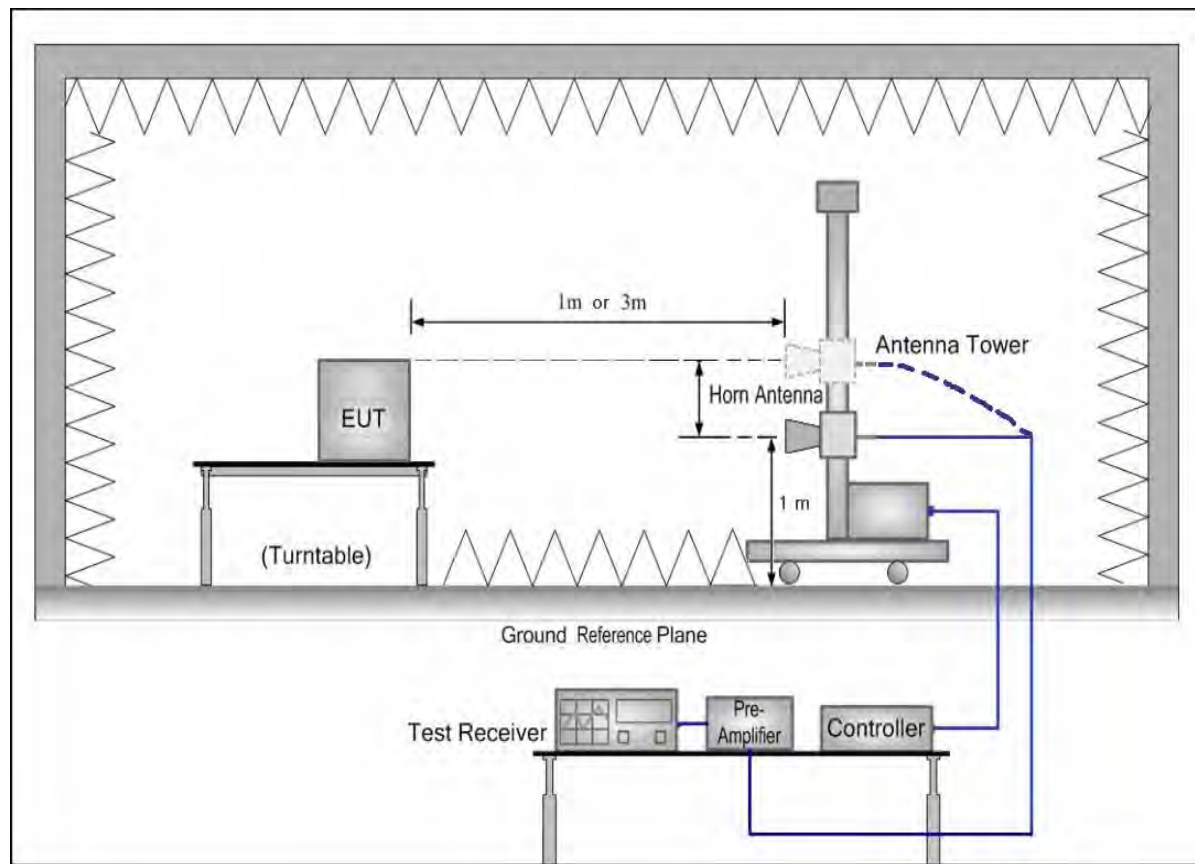 1m or 3m
Antenna Tower
Horn Antenna
EUT
1 m
(Turntable)
Ground Reference Plane
Test Receiver
Pre-
Amplifier
Controller